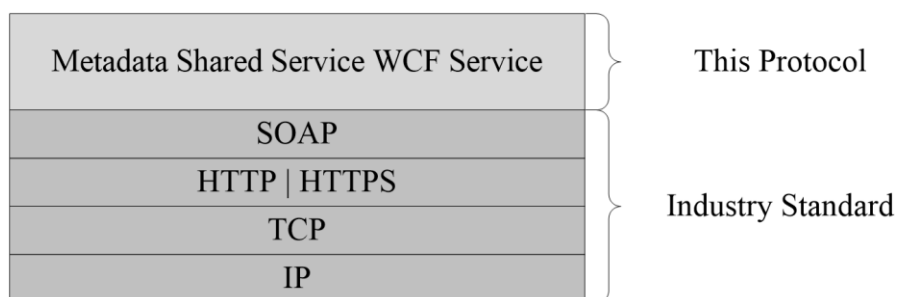 Metadata Shared Service WCF Service
This Protocol
SOAP
HTTP | HTTPS
TCP
IP
Industry Standard